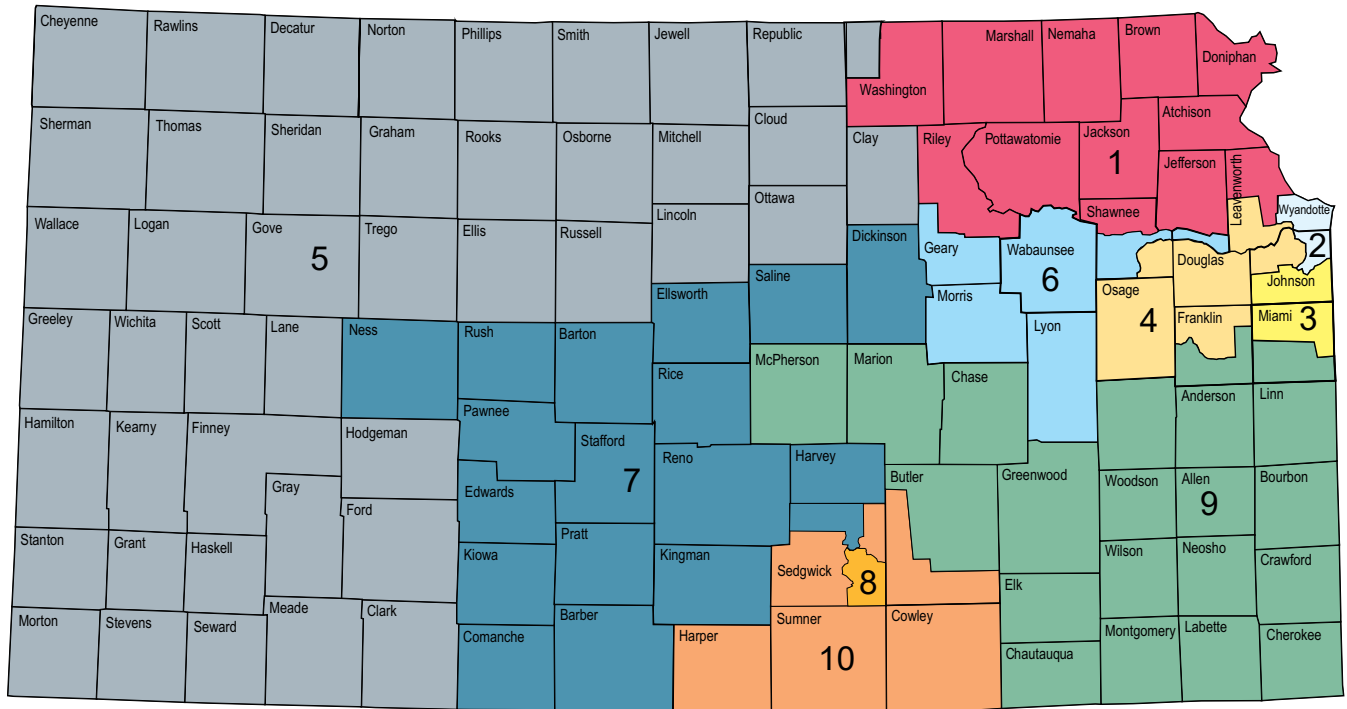 Cheyenne
Rawlins
Decatur
Norton
Phillips
Smith
Jewell
Republic
Washington
Marshall
Nemaha
Brown
Doniphan
Sherman
Thomas
Sheridan
Graham
Rooks
Osborne
Mitchell
Cloud
Clay
Riley
Pottawatomie
Jackson
1
Atchison
Jefferson
Leavenworth
Wyandotte
2
Wallace
Logan
Gove
5
Trego
Ellis
Russell
Lincoln
Ottawa
Dickinson
Geary
Wabaunsee
6
Shawnee
Douglas
Johnson
Saline
Ellsworth
Morris
Lyon
Osage
4
Franklin
Miami
3
Greeley
Wichita
Scott
Lane
Ness
Rush
Barton
Rice
McPherson
Marion
Chase
Anderson
Linn
Hamilton
Kearny
Finney
Hodgeman
Pawnee
Stafford
7
Reno
Harvey
Butler
Greenwood
Woodson
Allen
9
Bourbon
Gray
Ford
Edwards
Pratt
Kingman
Sedgwick
8
Elk
Wilson
Neosho
Crawford
Stanton
Grant
Haskell
Kiowa
Morton
Stevens
Seward
Meade
Clark
Comanche
Barber
Harper
Sumner
10
Cowley
Chautauqua
Montgomery
Labette
Cherokee